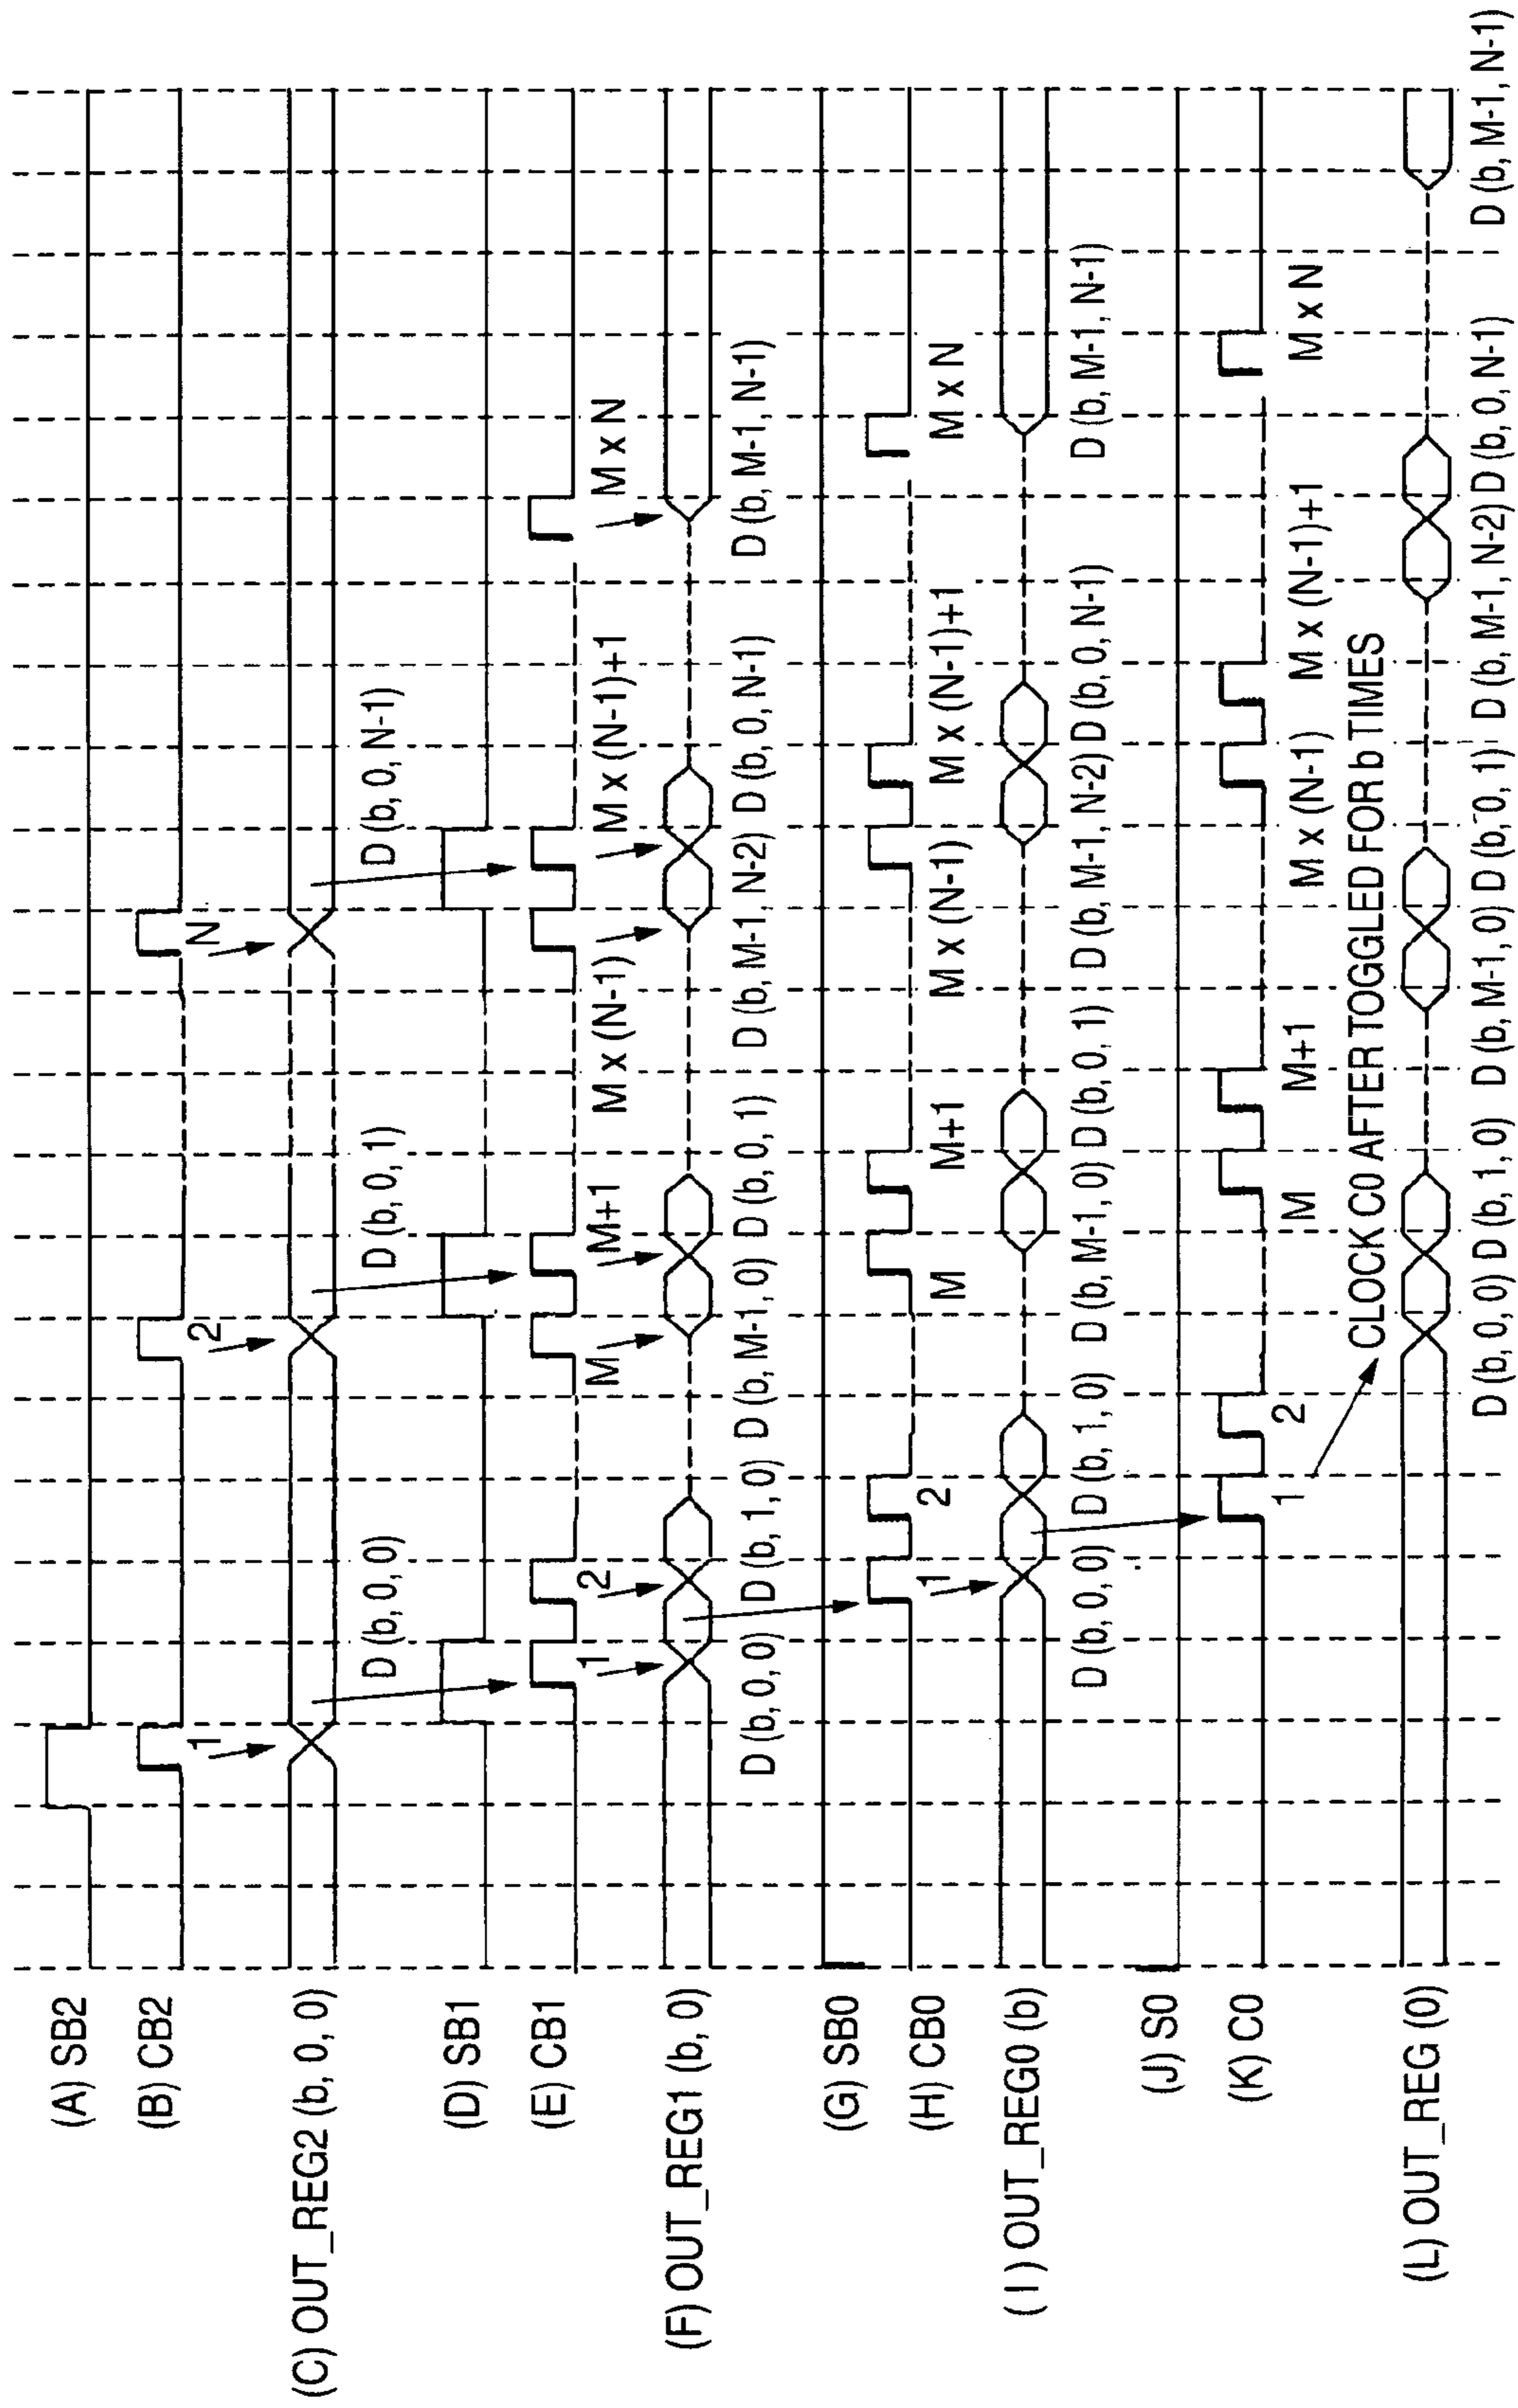 (A) SB2
(B) CB2
1
2
N
(C) OUT_REG2 (b, 0, 0)
D (b, 0, 0)
D (b, 0, 1)
D (b, 0, N-1)
(D) SB1
(E) CB1
1
2
M
M+1
M x (N-1)
M x (N-1)+1
M x N
(F) OUT_REG1 (b, 0)
D (b, 0, 0)
D (b, 1, 0)
D (b, M-1, 0)
D (b, 0, 1)
D (b, M-1, N-2)
D (b, 0, N-1)
D (b, M-1, N-1)
(G) SB0
(H) CB0
1
2
M
M+1
M x (N-1)
M x (N-1)+1
M x N
(I) OUT_REG0 (b)
D (b, 0, 0)
D (b, 1, 0)
D (b, M-1, 0)
D (b, 0, 1)
D (b, M-1, N-2)
D (b, 0, N-1)
D (b, M-1, N-1)
(J) S0
(K) C0
1
2
M
M+1
M x (N-1)
M x (N-1)+1
M x N
CLOCK C0 AFTER TOGGLED FOR b TIMES
(L) OUT_REG (0)
D (b, 0, 0)
D (b, 1, 0)
D (b, M-1, 0)
D (b, 0, 1)
D (b, M-1, N-2)
D (b, 0, N-1)
D (b, M-1, N-1)